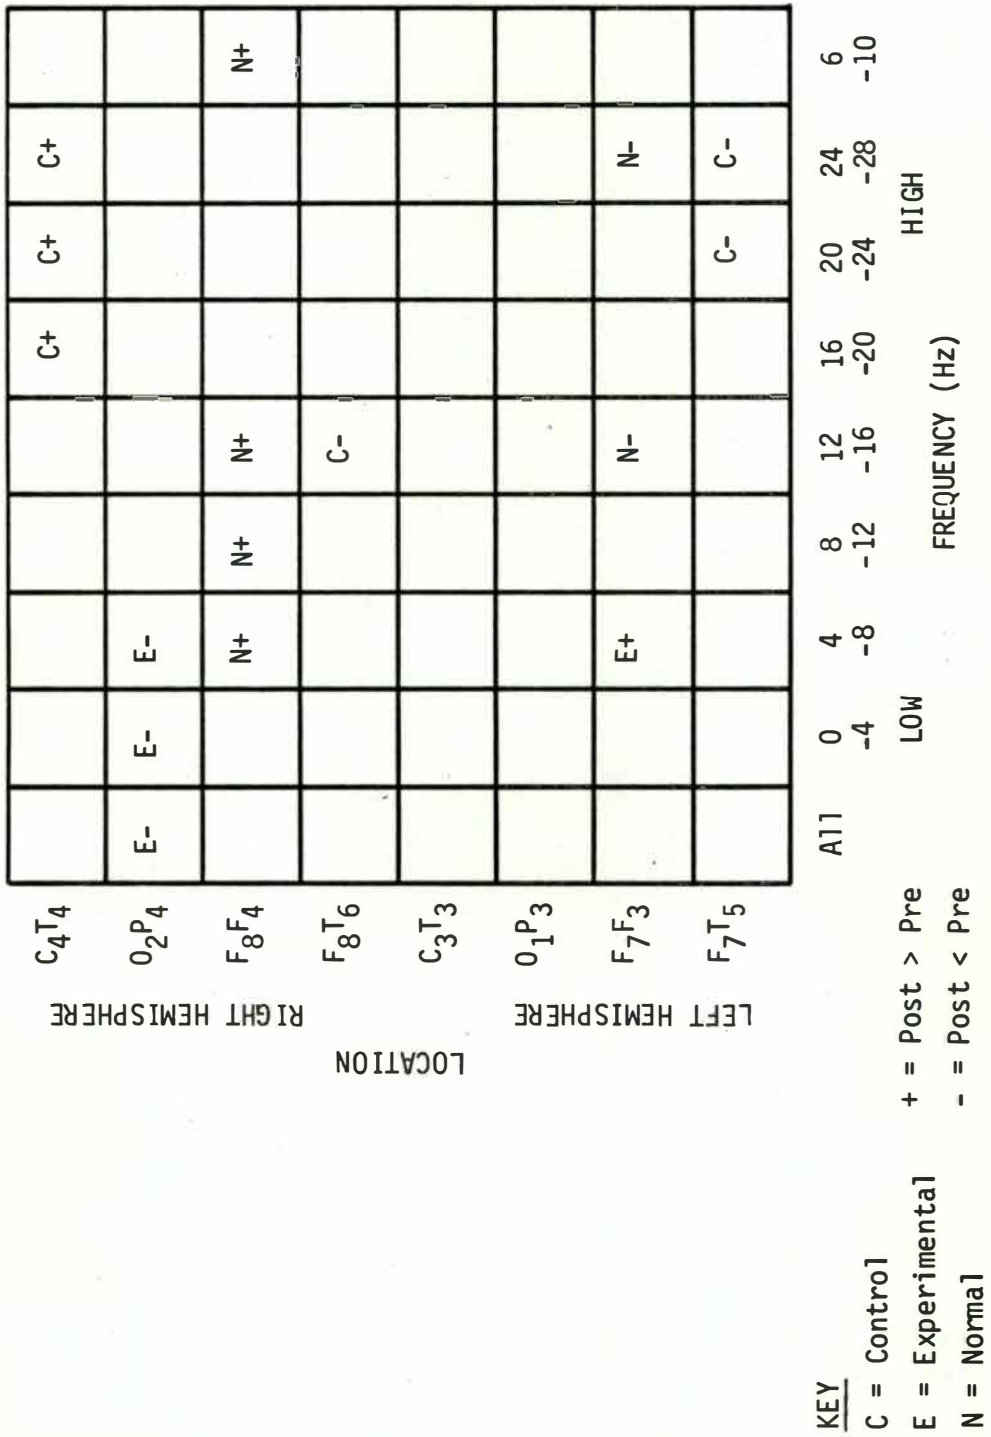 RIGHT HEMISPHERE
LEFT HEMISPHERE
LOCATION
C₄T₄ C+ C+ C+
O₂P₄ E- E- E-
F₈F₄ N+ N+ N+ N+
F₈T₆ C-
C₃T₃
O₁P₃
F₇F₃ E+ N- N-
F₇T₅ C- C-
All 0 4 8 12 16 20 24 6
-4 -8 -12 -16 -20 -24 -28 -10
LOW HIGH
FREQUENCY (Hz)
KEY
C = Control
E = Experimental
N = Normal
+ = Post > Pre
- = Post < Pre